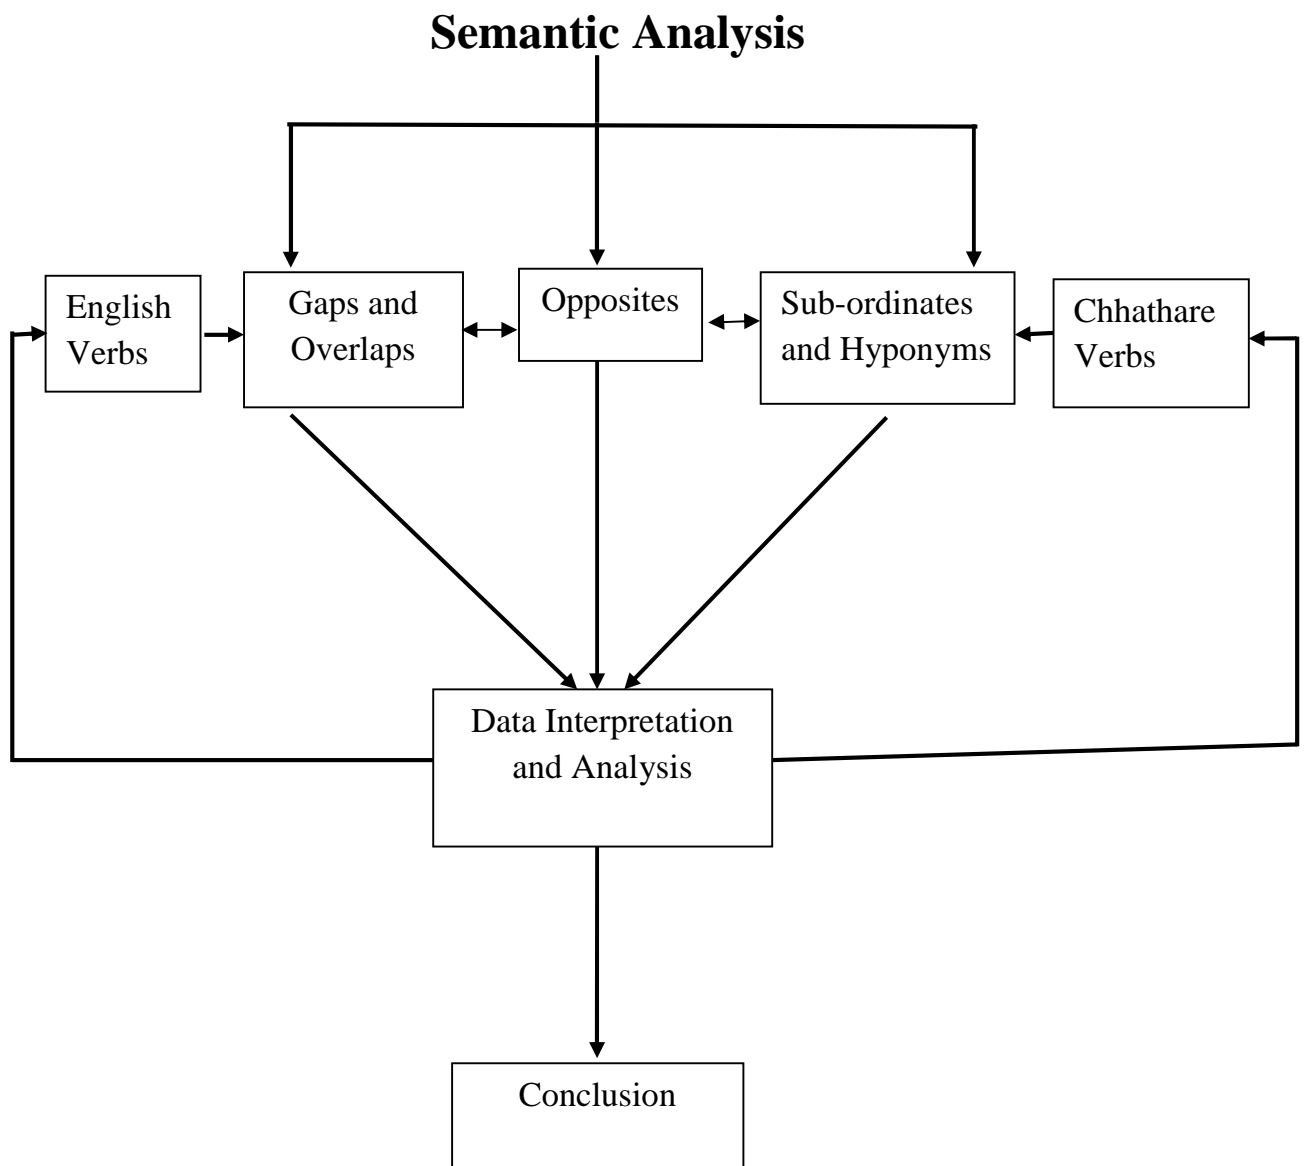 Semantic Analysis
English
Verbs
Gaps and
Overlaps
Opposites
Sub-ordinates
and Hyponyms
Chhathare
Verbs
Data Interpretation
and Analysis
Conclusion